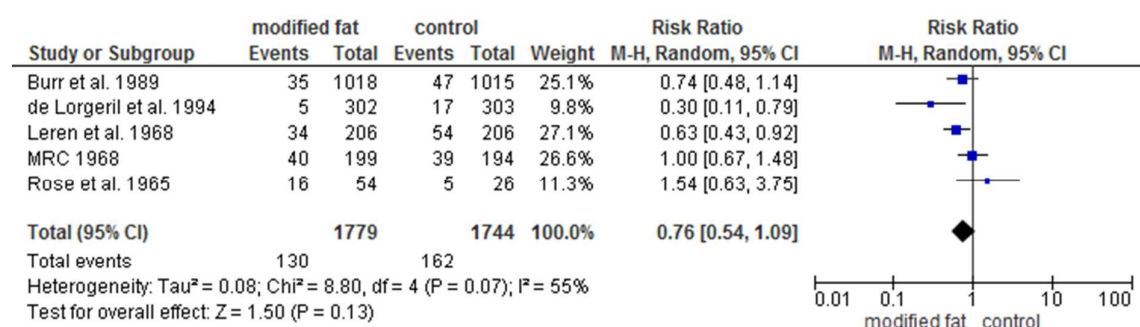 modified fat control Risk Ratio Risk Ratio
Study or Subgroup Events Total Events Total Weight M-H, Random, 95% CI M-H, Random, 95% CI
Burr et al. 1989 35 1018 47 1015 25.1% 0.74 [0.48, 1.14]
de Lorgeril et al. 1994 5 302 17 303 9.8% 0.30 [0.11, 0.79]
Leren et al. 1968 34 206 54 206 27.1% 0.63 [0.43, 0.92]
MRC 1968 40 199 39 194 26.6% 1.00 [0.67, 1.48]
Rose et al. 1965 16 54 5 26 11.3% 1.54 [0.63, 3.75]
Total (95% CI) 1779 1744 100.0% 0.76 [0.54, 1.09]
Total events 130 162
Heterogeneity: Tau² = 0.08; Chi² = 8.80, df = 4 (P = 0.07); I² = 55%
Test for overall effect: Z = 1.50 (P = 0.13)
0.01 0.1 1 10 100
modified fat control